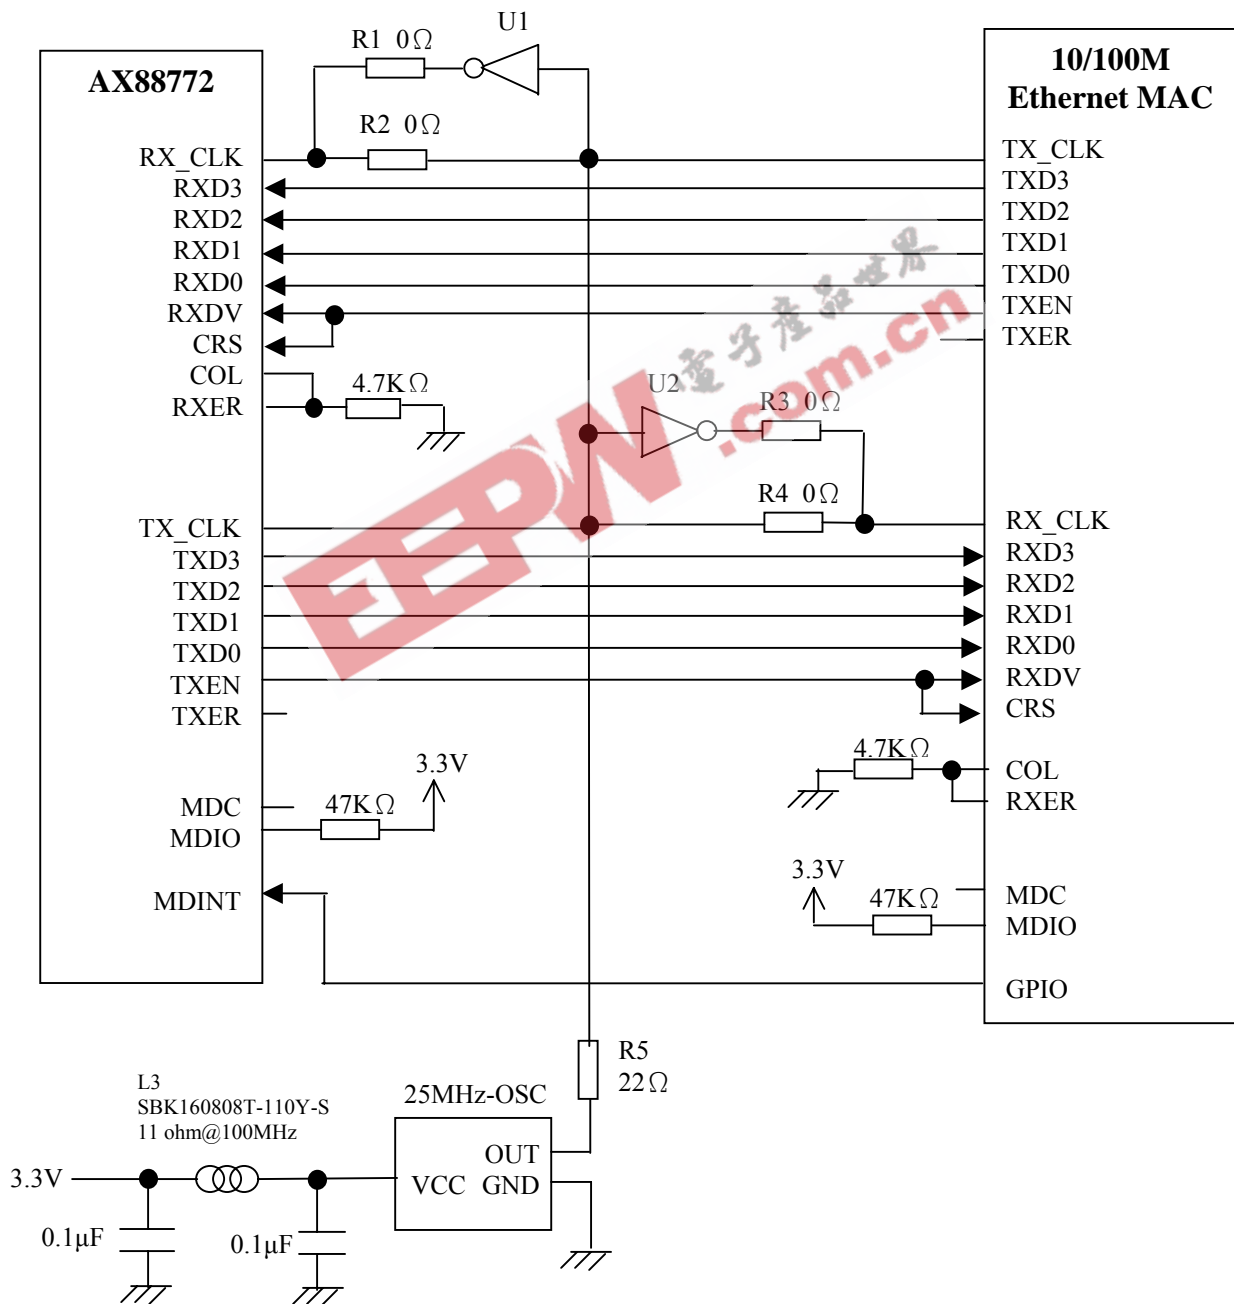 U1
R1 0Ω
10/100M
Ethernet MAC
AX88772
R2 0Ω
RX_CLK
RXD3
RXD2
RXD1
RXD0
RXDV
CRS
COL
RXER
4.7KΩ
TX_CLK
TXD3
TXD2
TXD1
TXD0
TXEN
TXER
電子產品世界
EEPW.com.cn
U2
R3 0Ω
R4 0Ω
TX_CLK
TXD3
TXD2
TXD1
TXD0
TXEN
TXER
RX_CLK
RXD3
RXD2
RXD1
RXD0
RXDV
CRS
4.7KΩ
COL
RXER
3.3V
47KΩ
MDC
MDIO
MDINT
3.3V
47KΩ
MDC
MDIO
GPIO
R5
22Ω
L3
SBK160808T-110Y-S
11 ohm@100MHz
25MHz-OSC
OUT
VCC GND
3.3V
0.1µF
0.1µF